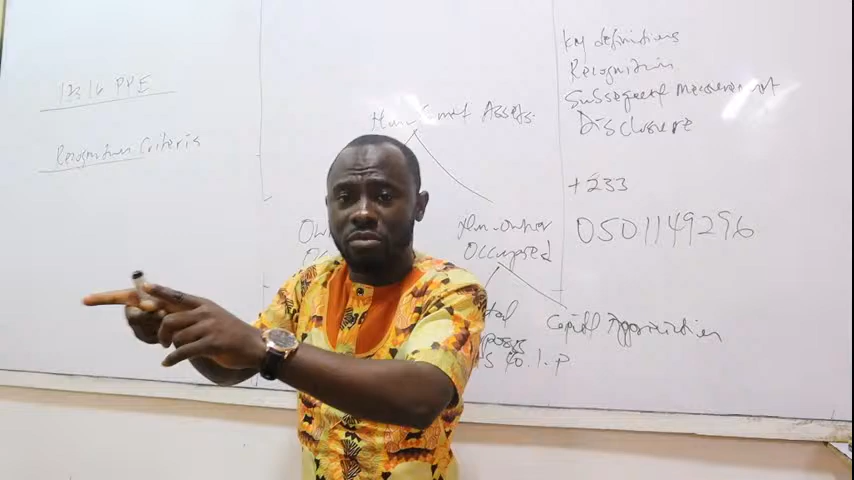 IAS 16 PPE
Recognition Criteria
Non-Current Assets
Non-owner
Occupied
Capital Appreciation
Key definitions
Recognition
Subsequent measurement
Disclosure
+233
0501149296